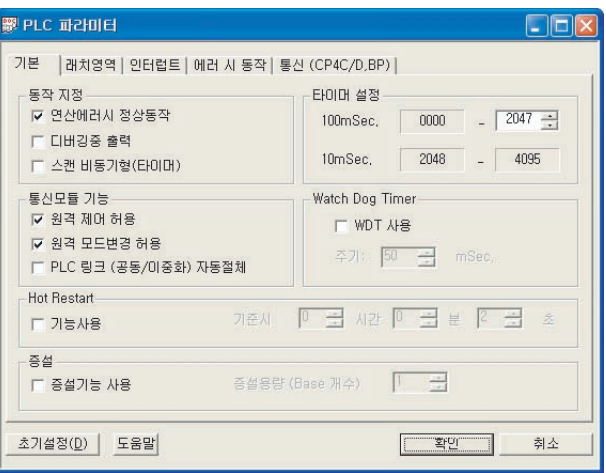 PLC 파라미터
기본 래치영역 인터럽트 에러 시 동작 통신 (CP4C/D,BP)
동작 지정
연산에러시 정상동작
디버깅중 출력
스캔 비동기형(타이머)
타이머 설정
100mSec, 0000 - 2047
10mSec, 2048 - 4095
통신모듈 기능
원격 제어 허용
원격 모드변경 허용
PLC 링크 (공동/이중화) 자동절체
Watch Dog Timer
WDT 사용
주기: 50 mSec,
Hot Restart
기능사용 기준시 0 시간 0 분 2 초
증설
증설기능 사용 증설용량 (Base 개수) 1
초기설정(D) 도움말 확인 취소